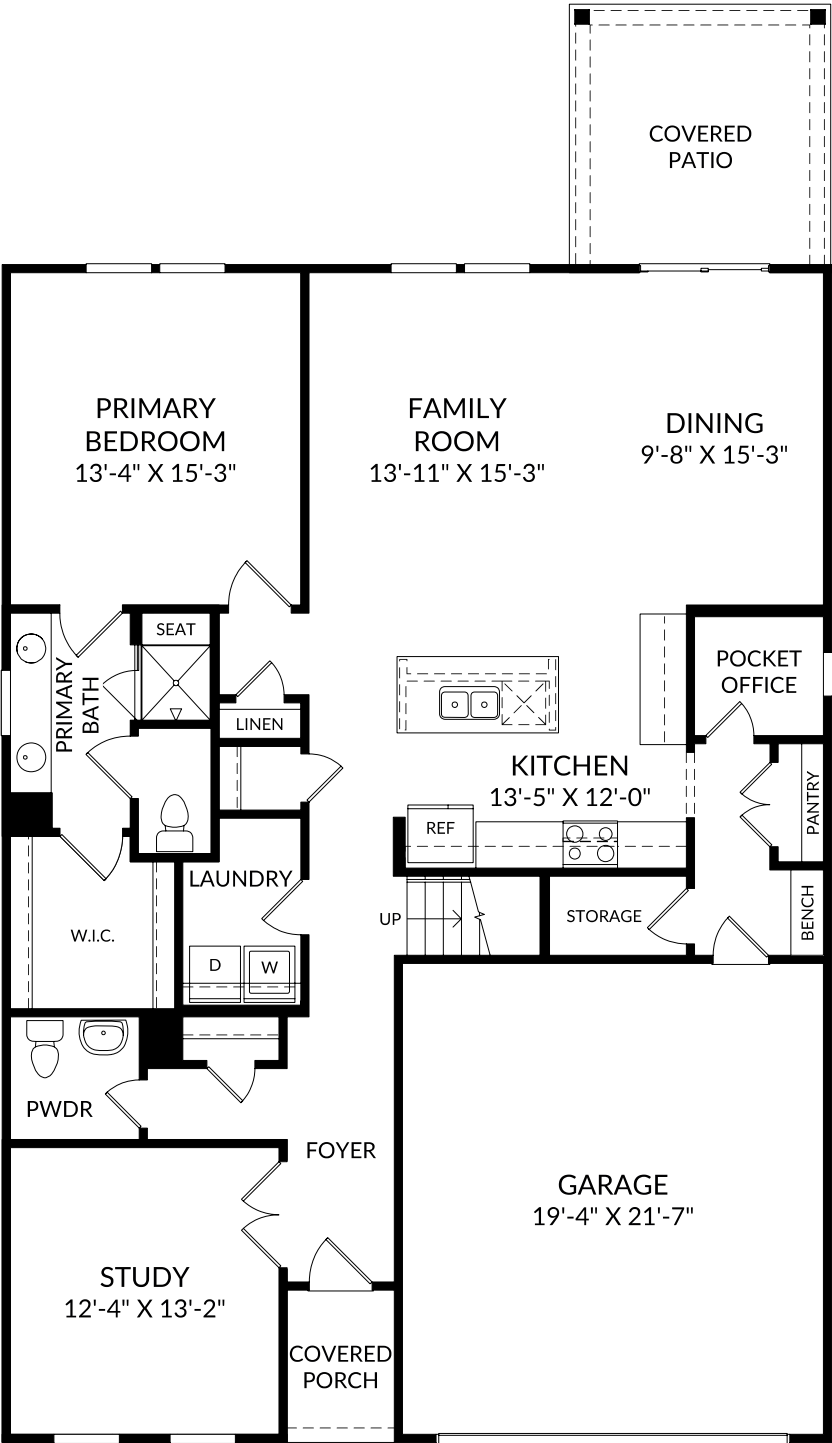 COVERED
PATIO
PRIMARY
BEDROOM
13'-4" X 15'-3"
FAMILY
ROOM
13'-11" X 15'-3"
DINING
9'-8" X 15'-3"
SEAT
PRIMARY
BATH
LINEN
POCKET
OFFICE
KITCHEN
13'-5" X 12'-0"
PANTRY
REF
LAUNDRY
W.I.C.
D
W
UP
STORAGE
BENCH
PWDR
FOYER
GARAGE
19'-4" X 21'-7"
STUDY
12'-4" X 13'-2"
COVERED
PORCH